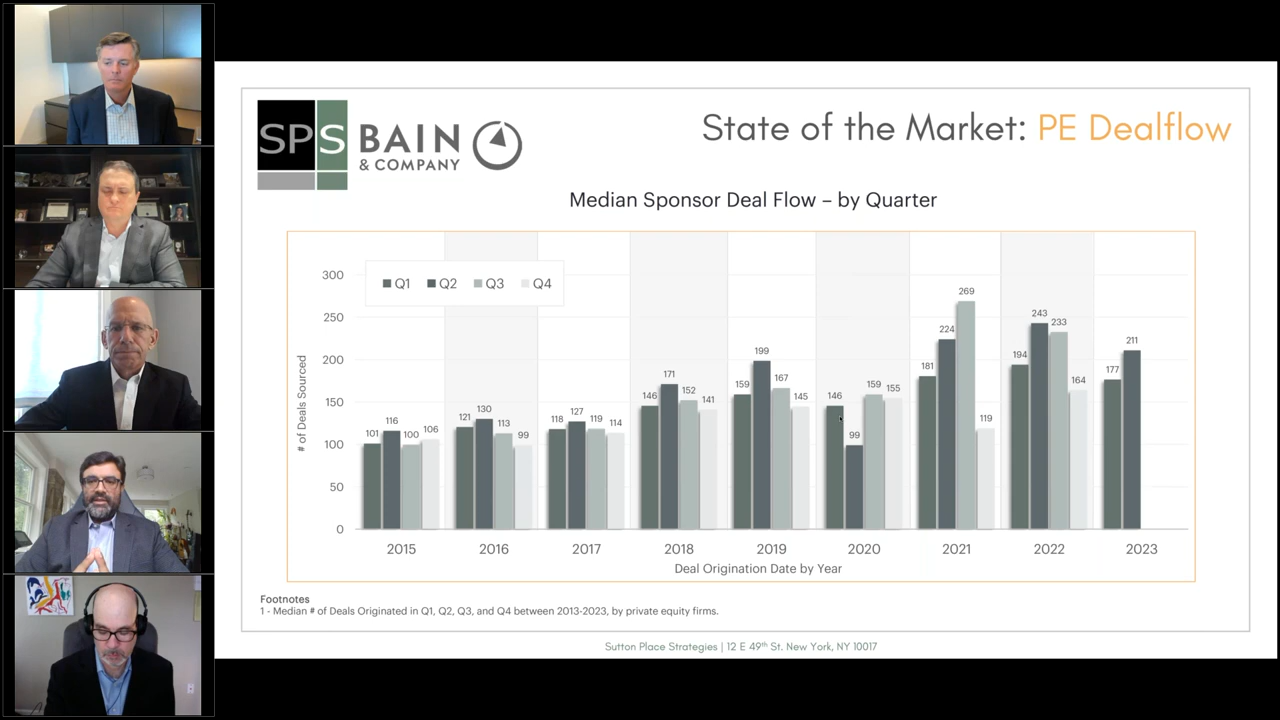 SPS BAIN
& COMPANY
State of the Market: PE Dealflow
Median Sponsor Deal Flow – by Quarter
Q1 Q2 Q3 Q4
# of Deals Sourced
300
250
200
150
100
50
0
101 116 100 106
121 130 113 99
118 127 119 114
146 171 152 141
159 199 167 145
146 99 159 155
181 224 269 119
194 243 233 164
177 211
2015 2016 2017 2018 2019 2020 2021 2022 2023
Deal Origination Date by Year
Footnotes
1 - Median # of Deals Originated in Q1, Q2, Q3, and Q4 between 2013-2023, by private equity firms.
Sutton Place Strategies | 12 E 49th St. New York, NY 10017